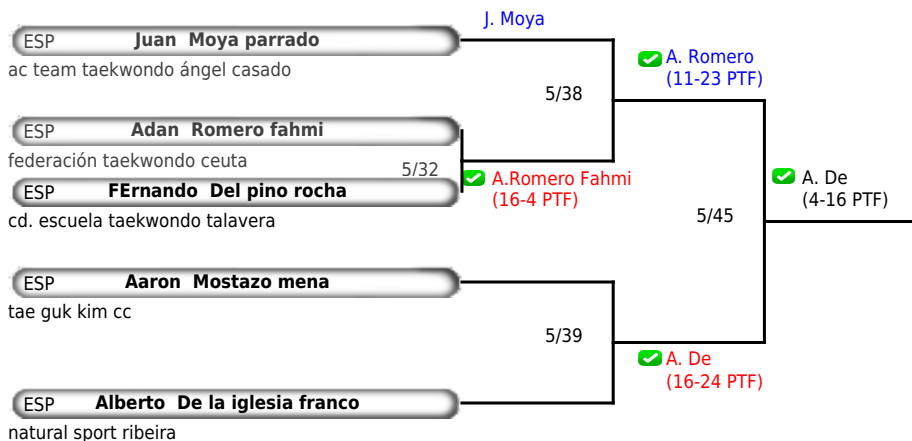 J. Moya
ESP Juan Moya parrado
ac team taekwondo ángel casado
A. Romero
(11-23 PTF)
5/38
ESP Adan Romero fahmi
federación taekwondo ceuta
5/32
A.Romero Fahmi
(16-4 PTF)
ESP FErnando Del pino rocha
cd. escuela taekwondo talavera
A. De
(4-16 PTF)
5/45
ESP Aaron Mostazo mena
tae guk kim cc
5/39
A. De
(16-24 PTF)
ESP Alberto De la iglesia franco
natural sport ribeira